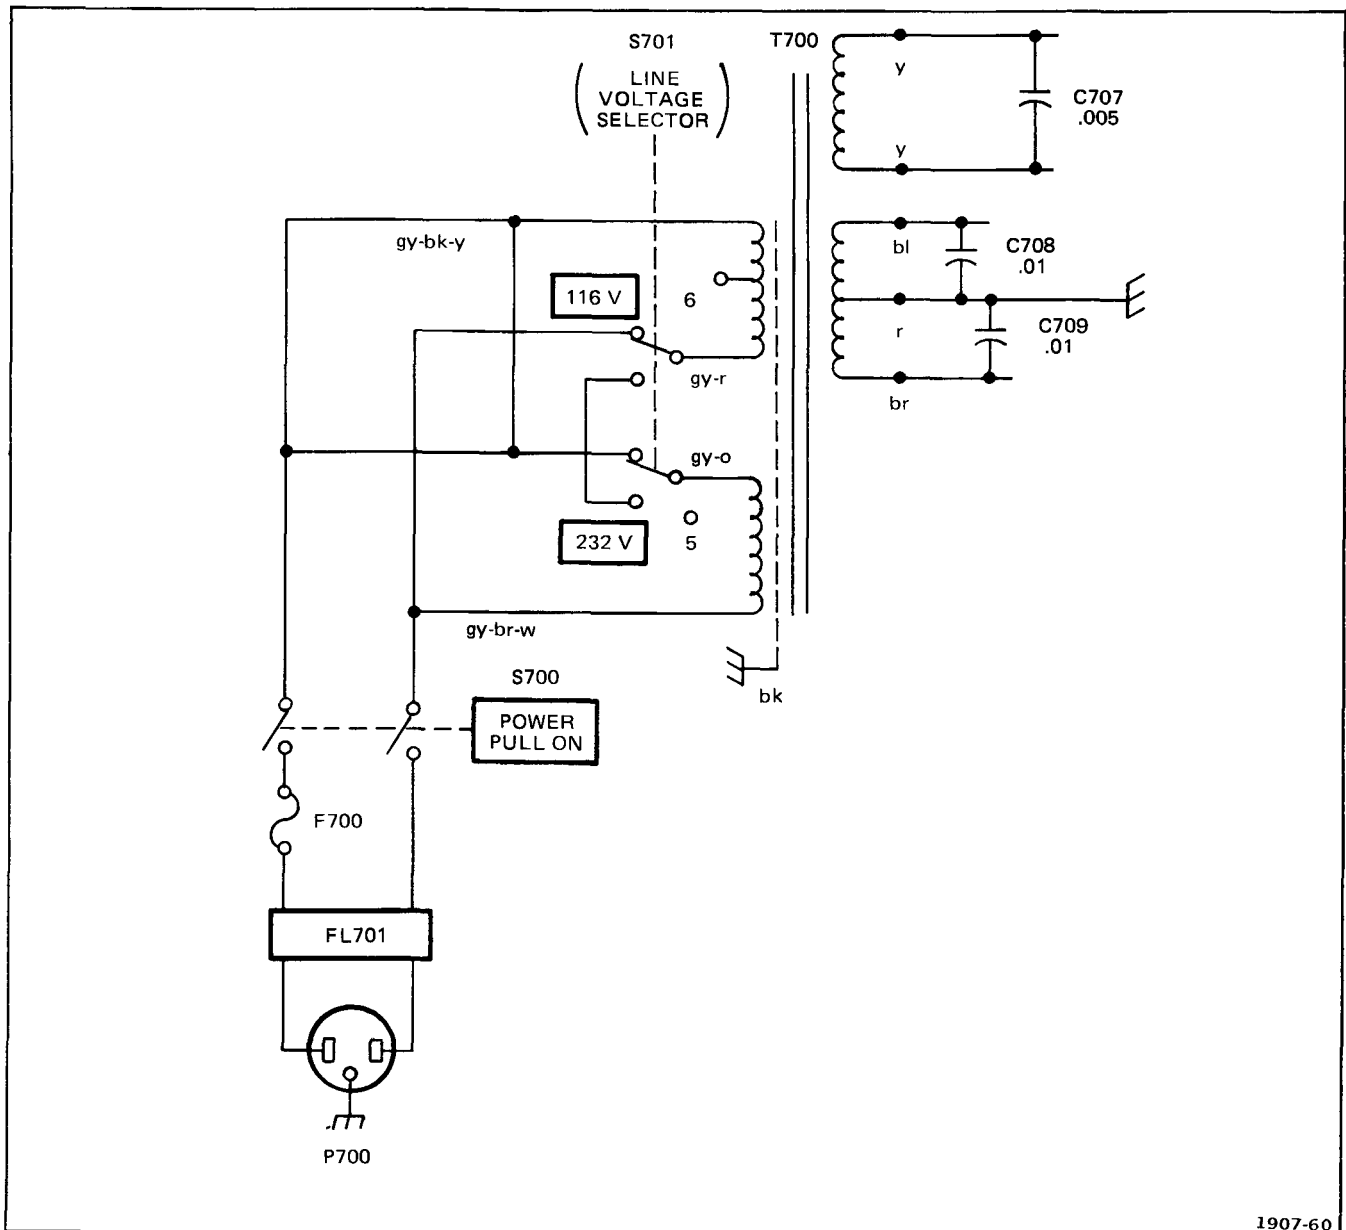 S701
LINE
VOLTAGE
SELECTOR
T700
y
y
C707
.005
gy-bk-y
116 V
6
gy-r
gy-o
232 V
5
gy-br-w
bk
bl
C708
.01
r
C709
.01
br
S700
POWER
PULL ON
F700
FL701
P700
1907-60